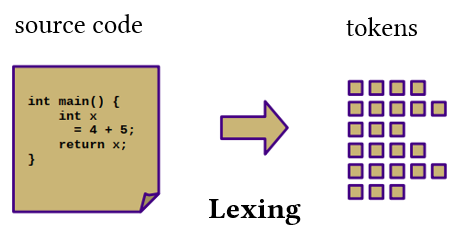 source code
tokens
int main() {
    int x
      = 4 + 5;
    return x;
}
Lexing